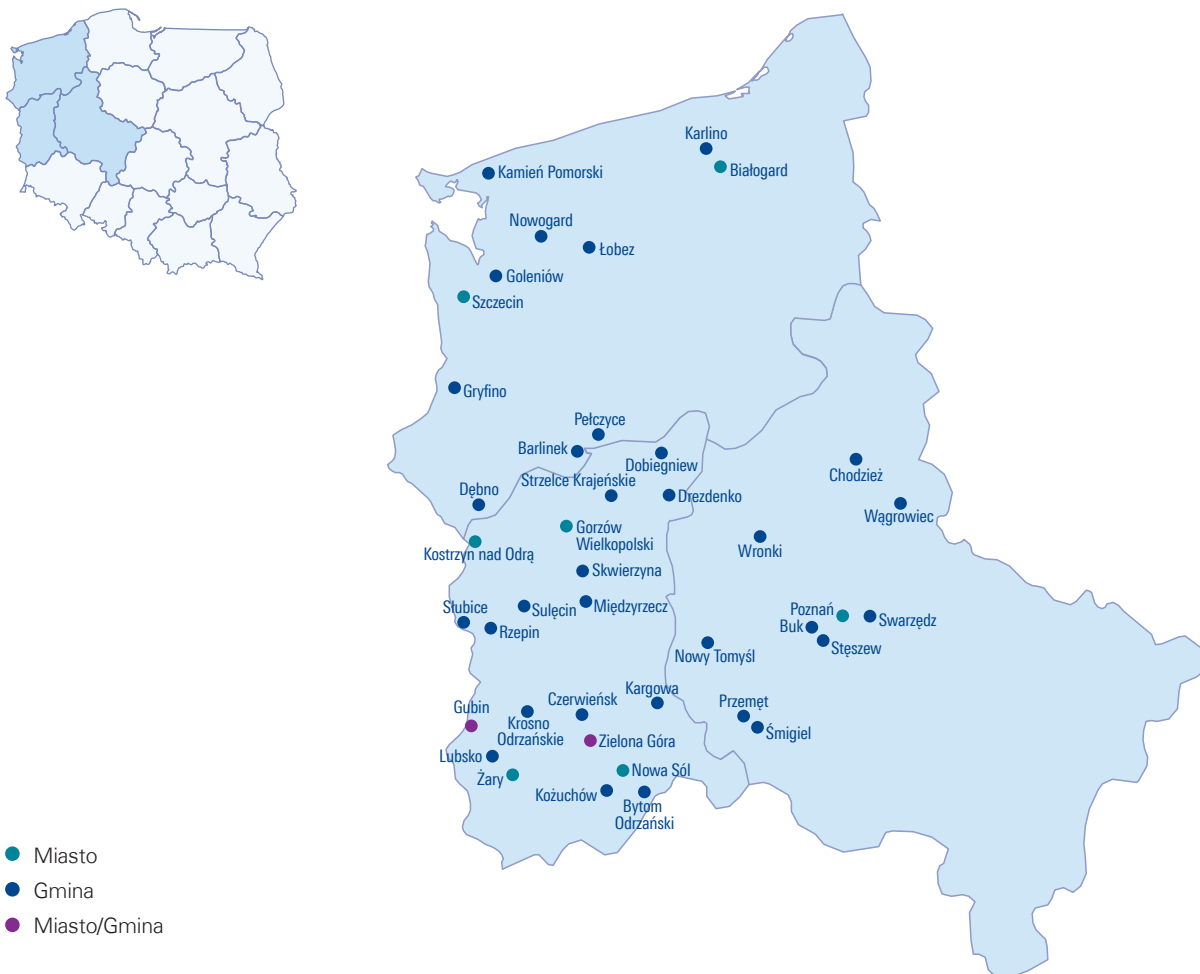 Karlino
Białogard
Kamień Pomorski
Nowogard
Łobez
Goleniów
Szczecin
Gryfino
Pełczyce
Barlinek
Dobiegniew
Strzelce Krajeńskie
Drezdenko
Dębno
Chodzież
Wągrowiec
Gorzów
Wielkopolski
Kostrzyn nad Odrą
Wronki
Skwierzyna
Międzyrzecz
Sulęcin
Słubice
Rzepin
Poznań
Swarzędz
Buk
Stęszew
Nowy Tomyśl
Kargowa
Czerwieńsk
Gubin
Krosno
Odrzańskie
Przemęt
Śmigiel
Zielona Góra
Lubsko
Żary
Nowa Sól
Kożuchów
Bytom
Odrzański
Miasto
Gmina
Miasto/Gmina